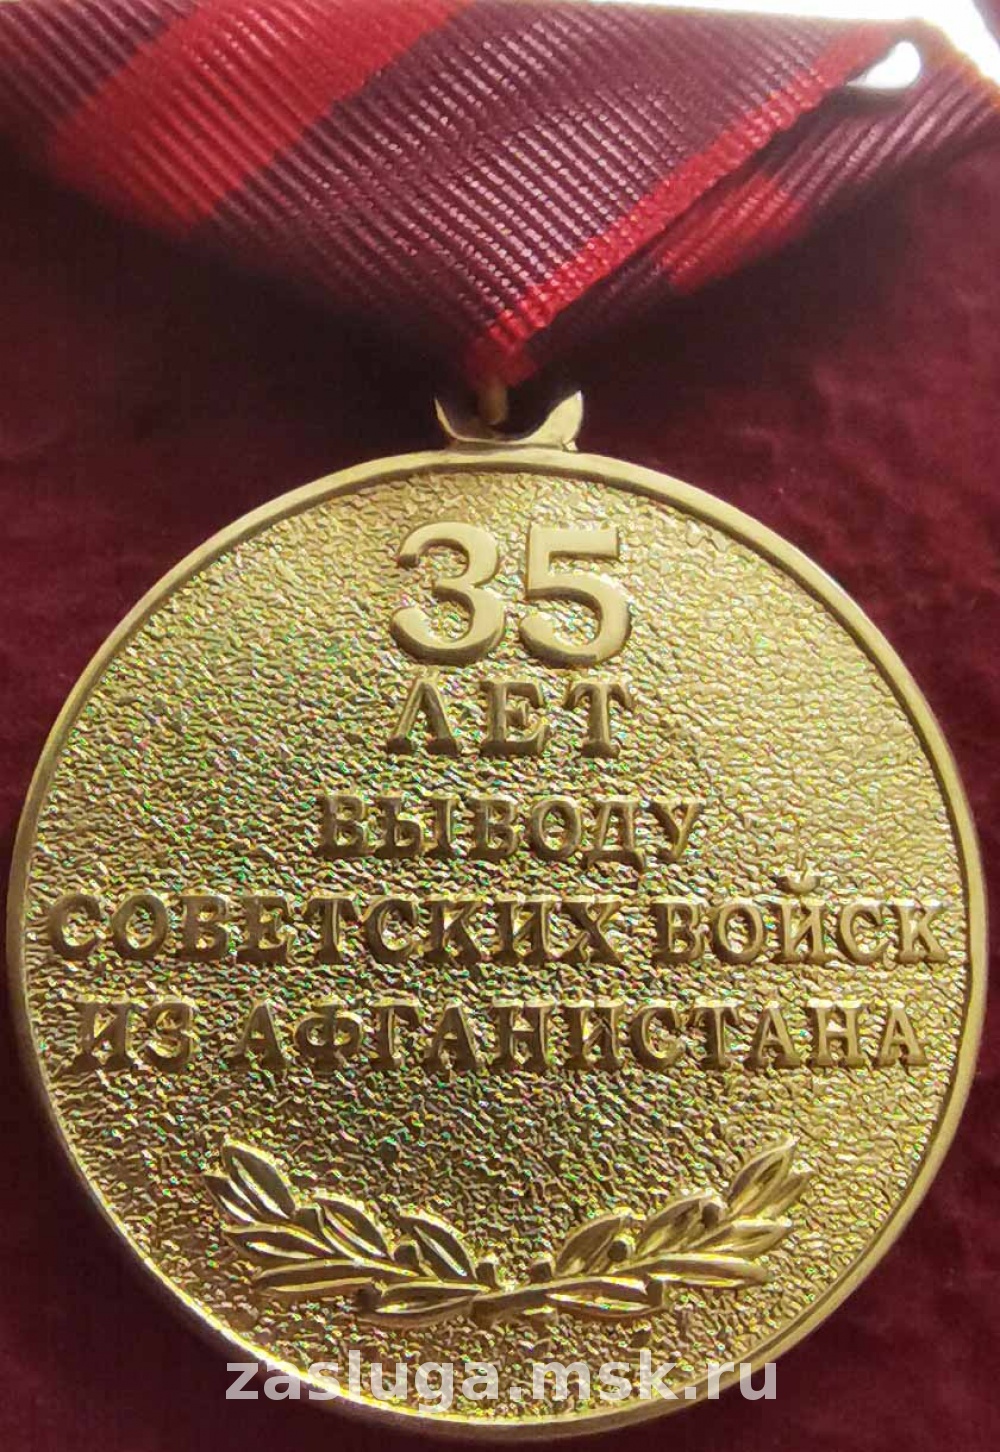 35
ЛЕТ
ВЫВОДУ
СОВЕТСКИХ ВОЙСК
ИЗ АФГАНИСТАНА
zasluga.msk.ru